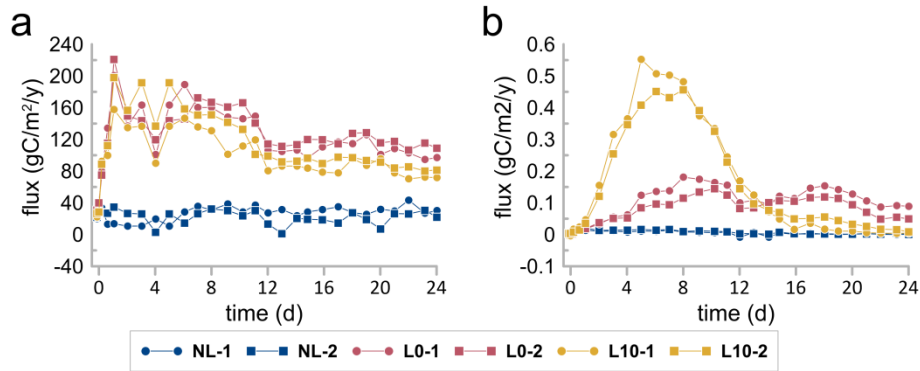 a
flux (gC/m²/y)
240
200
160
120
80
40
0
-40
0 4 8 12 16 20 24
time (d)
b
flux (gC/m2/y)
0.6
0.5
0.4
0.3
0.2
0.1
0
-0.1
0 4 8 12 16 20 24
time (d)
NL-1 NL-2 L0-1 L0-2 L10-1 L10-2